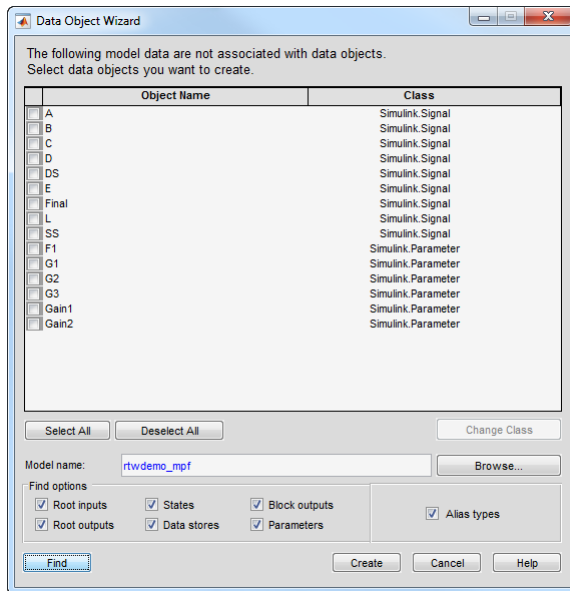 Data Object Wizard
The following model data are not associated with data objects.
Select data objects you want to create.
Object Name Class
A Simulink.Signal
B Simulink.Signal
C Simulink.Signal
D Simulink.Signal
DS Simulink.Signal
E Simulink.Signal
Final Simulink.Signal
L Simulink.Signal
SS Simulink.Signal
F1 Simulink.Parameter
G1 Simulink.Parameter
G2 Simulink.Parameter
G3 Simulink.Parameter
Gain1 Simulink.Parameter
Gain2 Simulink.Parameter
Select All Deselect All Change Class
Model name: rtwdemo_mpf Browse...
Find options
Root inputs States Block outputs
Alias types
Root outputs Data stores Parameters
Find Create Cancel Help